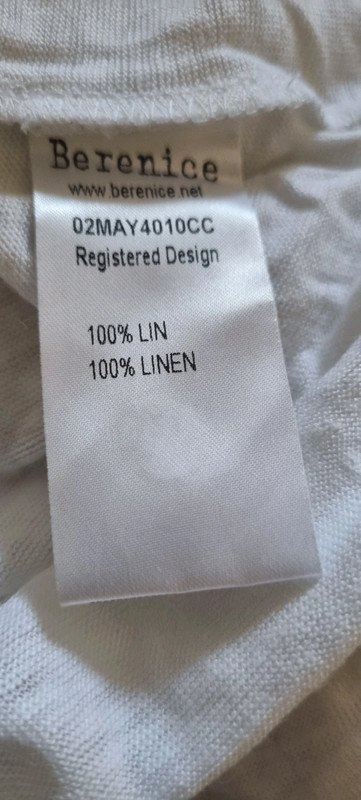 Berenice
www.berenice.net
02MAY4010CC
Registered Design
100% LIN
100% LINEN